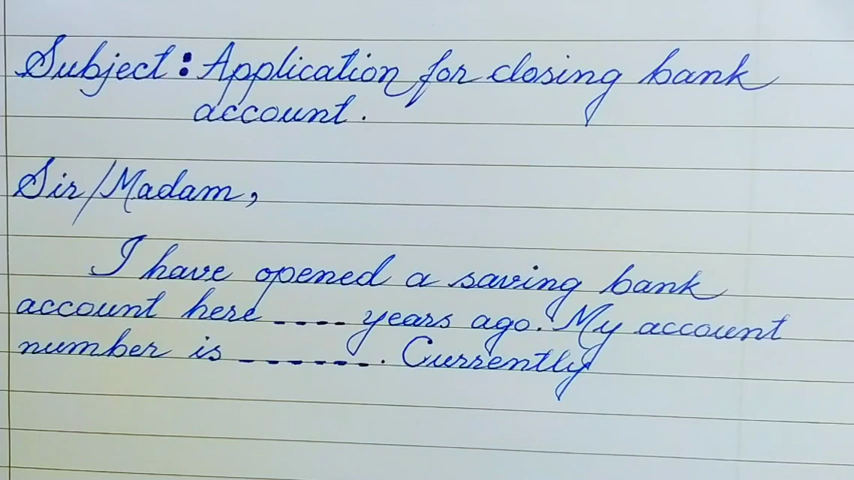 Subject: Application for closing bank
account.
Sir/Madam,
I have opened a saving bank
account here ---- years ago. My account
number is -------. Currently